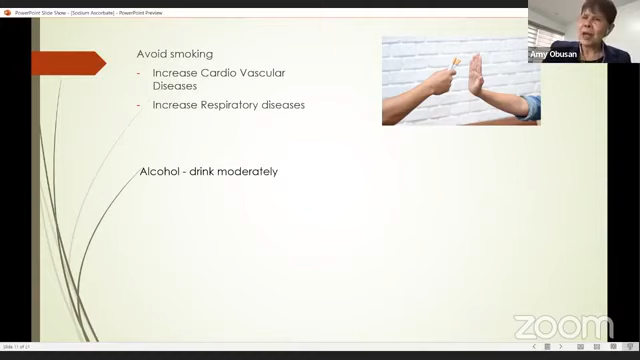 PowerPoint Slide Show - [Sodium Ascorbate] - PowerPoint Preview
Avoid smoking
- Increase Cardio Vascular
Diseases
- Increase Respiratory diseases
Alcohol - drink moderately
Amy Obusan
zoom